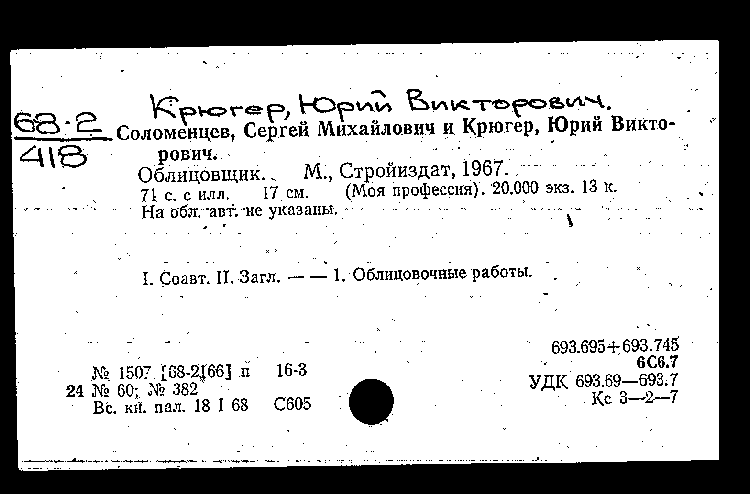 Крюгер, Юрий Викторович.
68-2
418
Соломенцев, Сергей Михайлович и Крюгер, Юрий Викто-
рович.
Облицовщик. М., Стройиздат, 1967.
71 с. с илл. 17 см. (Моя профессия). 20.000 экз. 13 к.
На обл. авт. не указаны.
I. Соавт. II. Загл. — — 1. Облицовочные работы.
693.695+693.745
6С6.7
№ 1507 [68-2166] п 16-3
УДК 693.69—693.7
24 № 60; № 382
Кс 3—2—7
Вс. кн. пал. 18 I 68 С605